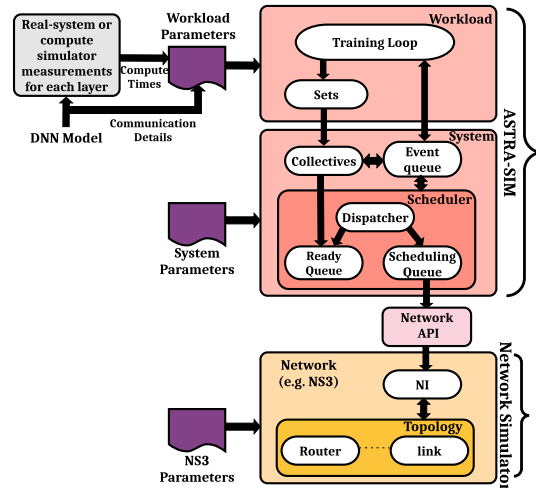 Real-system or
compute
simulator
measurements
for each layer
Workload
Parameters
Compute
Times
DNN Model
Communication
Details
Workload
Training Loop
Sets
System
Collectives
Event
queue
Scheduler
Dispatcher
Ready
Queue
Scheduling
Queue
System
Parameters
ASTRA-SIM
Network
API
Network
(e.g. NS3)
NI
Topology
Router
link
NS3
Parameters
Network Simulator